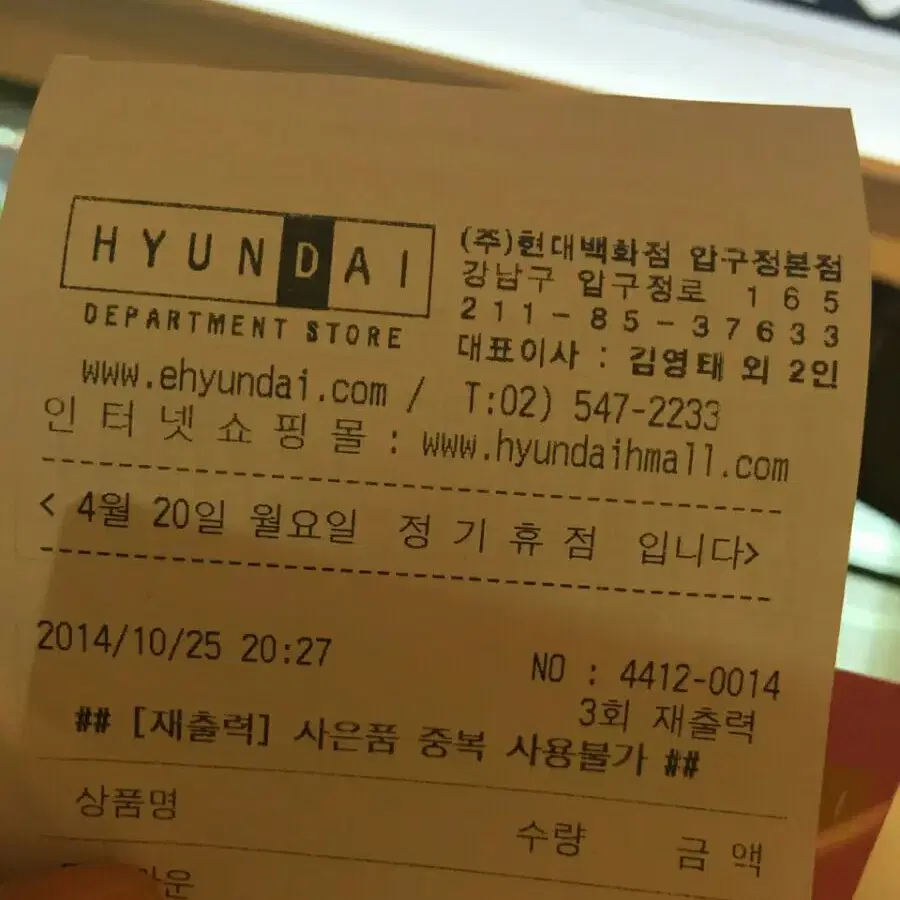 HYUNDAI
DEPARTMENT STORE
(주)현대백화점 압구정본점
강남구 압구정로 165
211-85-37633
대표이사 : 김영태 외 2인
www.ehyundai.com / T:02) 547-2233
인터넷쇼핑몰 : www.hyundaihmall.com
< 4월 20일 월요일 정기휴점 입니다>
2014/10/25 20:27 NO : 4412-0014
3회 재출력
## [재출력] 사은품 중복 사용불가 ##
상품명 수량 금액